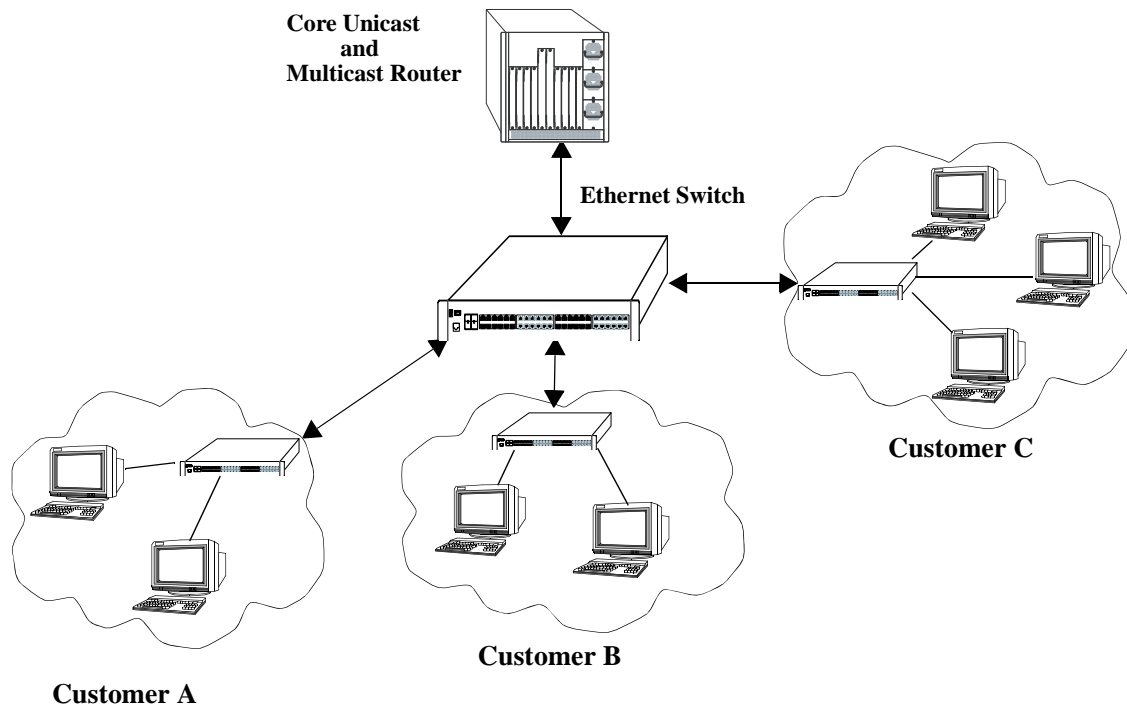 Core Unicast
and
Multicast Router
Ethernet Switch
Customer C
Customer B
Customer A